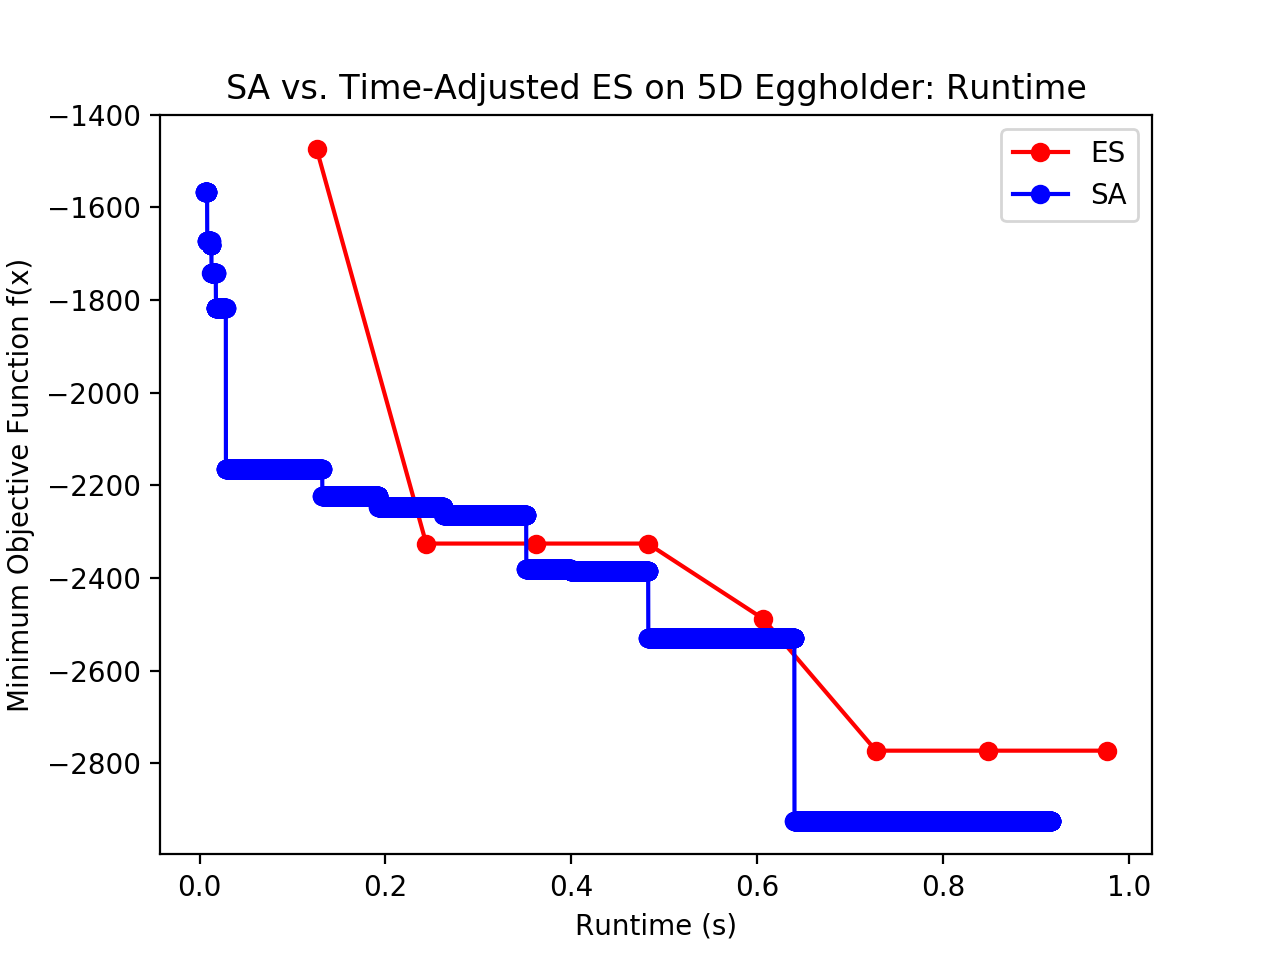 SA vs. Time-Adjusted ES on 5D Eggholder: Runtime
ES
SA
Minimum Objective Function f(x)
−1400
−1600
−1800
−2000
−2200
−2400
−2600
−2800
0.0
0.2
0.4
0.6
0.8
1.0
Runtime (s)